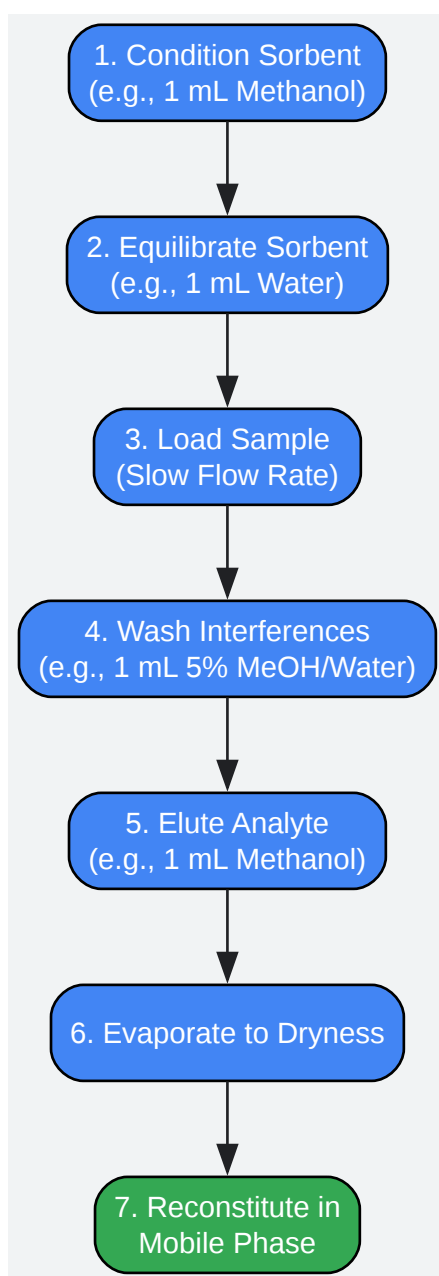 1. Condition Sorbent
(e.g., 1 mL Methanol)
2. Equilibrate Sorbent
(e.g., 1 mL Water)
3. Load Sample
(Slow Flow Rate)
4. Wash Interferences
(e.g., 1 mL 5% MeOH/Water)
5. Elute Analyte
(e.g., 1 mL Methanol)
6. Evaporate to Dryness
7. Reconstitute in
Mobile Phase